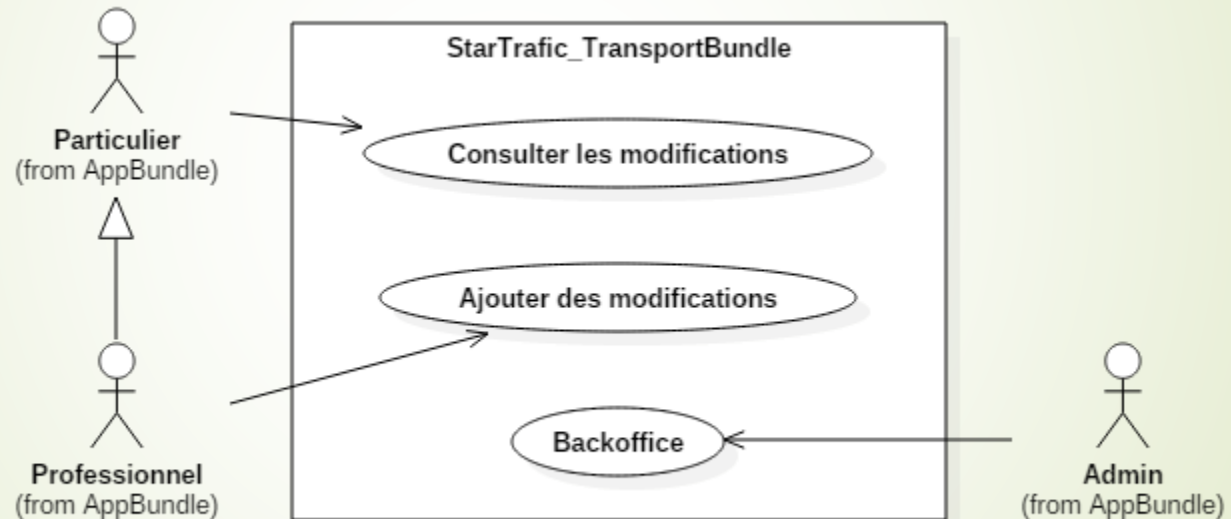 StarTrafic_TransportBundle
Particulier
(from AppBundle)
Consulter les modifications
Ajouter des modifications
Backoffice
Professionnel
(from AppBundle)
Admin
(from AppBundle)